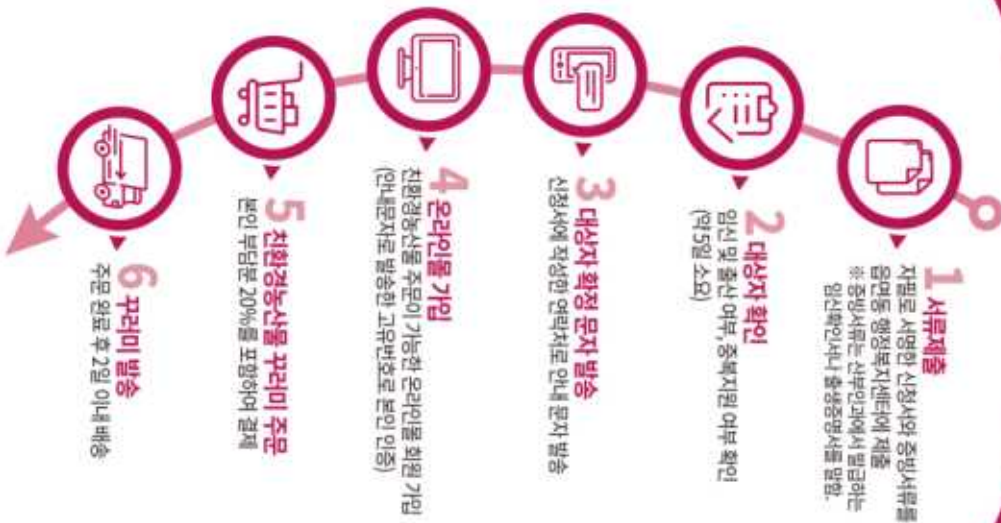 1 서류제출
자필로 서명한 신청서와 증빙서류를
읍면동 행정복지센터에 제출
※ 증빙서류는 산부인과에서 발급하는
임신확인서나 출생증명서를 말함.
2 대상자 확인
임신 및 출산 여부, 중복지원 여부 확인
(약 5일 소요)
3 대상자 확정 문자 발송
신청서에 작성한 연락처로 안내 문자 발송
4 온라인몰 가입
친환경농산물 주문이 가능한 온라인몰 회원 가입
(안내문자로 발송한 고유번호로 본인 인증)
5 친환경농산물 꾸러미 주문
본인 부담분 20%를 포함하여 결제
6 꾸러미 발송
주문 완료 후 2일 이내 배송